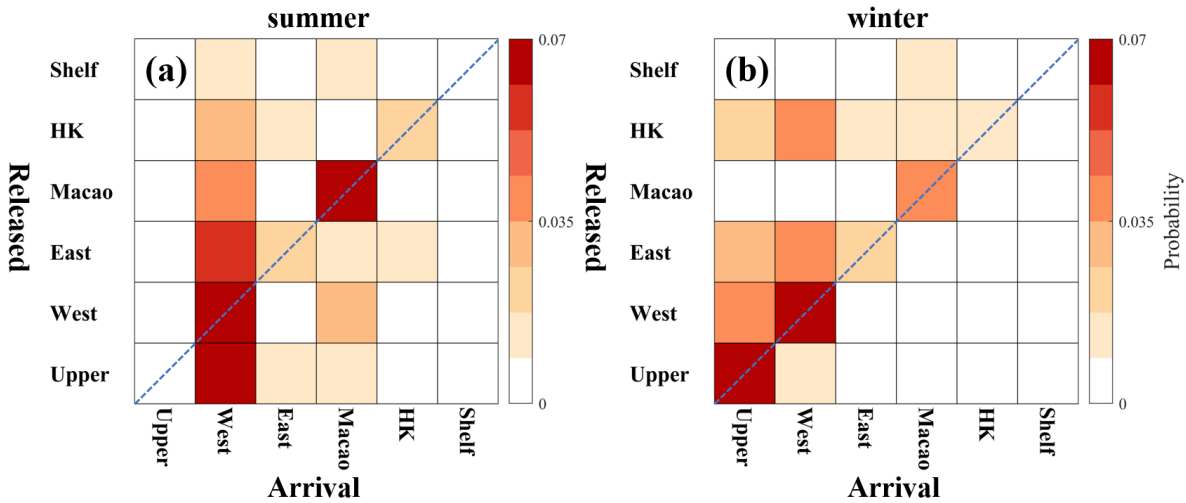 summer
(a)
Shelf
HK
Macao
East
West
Upper
Released
Upper
West
East
Macao
HK
Shelf
Arrival
0.07
0.035
0
winter
(b)
Shelf
HK
Macao
East
West
Upper
Released
Upper
West
East
Macao
HK
Shelf
Arrival
0.07
0.035
0
Probability